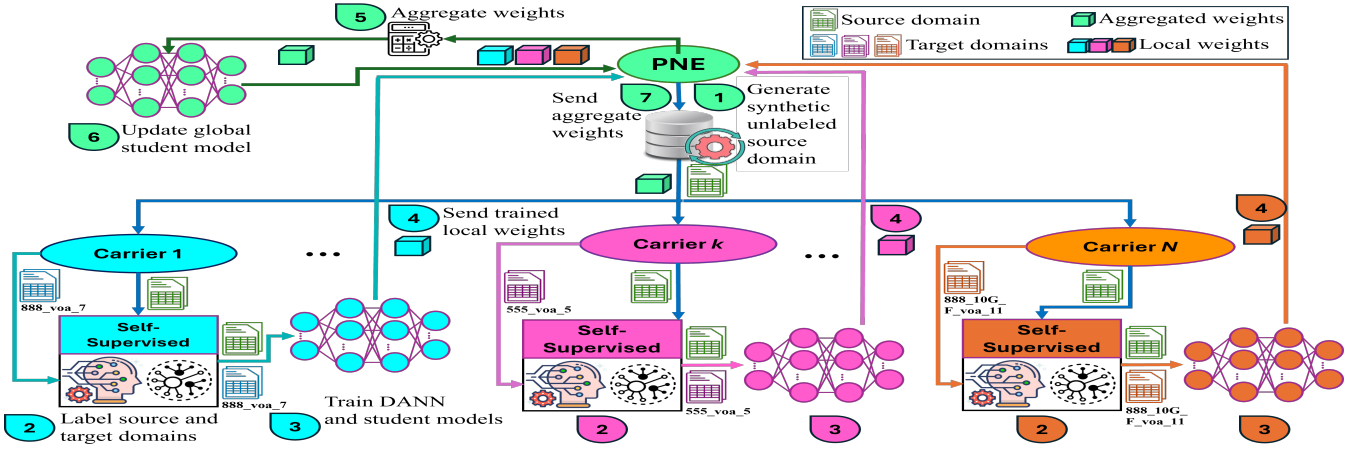 5 Aggregate weights
Source domain
Aggregated weights
Target domains
Local weights
PNE
7
1
Send
aggregate
weights
Generate
synthetic
unlabeled
source
domain
6 Update global
student model
4 Send trained
local weights
4
4
Carrier 1
...
Carrier k
...
Carrier N
888_voa_7
555_voa_5
888_10G_
F_voa_11
Self-
Supervised
Self-
Supervised
Self-
Supervised
888_voa_7
555_voa_5
888_10G_
F_voa_11
2 Label source and
target domains
3 Train DANN
and student models
2
3
2
3